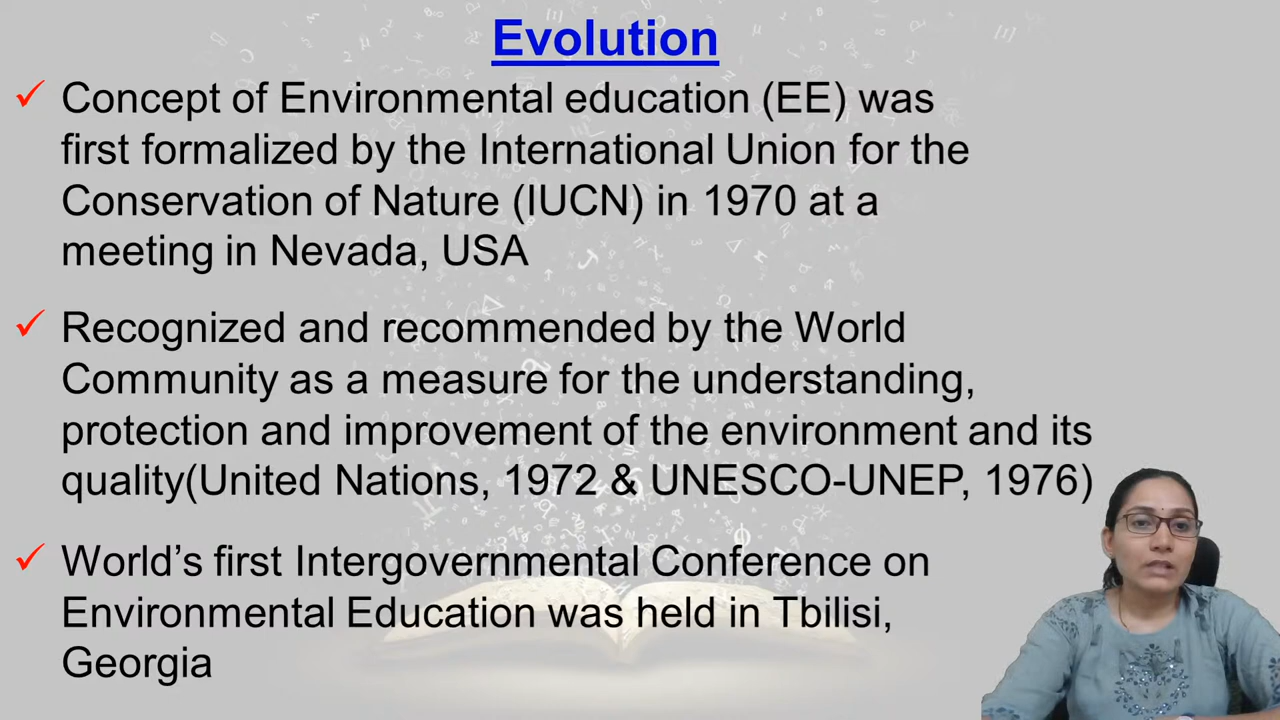 Evolution
✓ Concept of Environmental education (EE) was
first formalized by the International Union for the
Conservation of Nature (IUCN) in 1970 at a
meeting in Nevada, USA
✓ Recognized and recommended by the World
Community as a measure for the understanding,
protection and improvement of the environment and its
quality(United Nations, 1972 & UNESCO-UNEP, 1976)
✓ World’s first Intergovernmental Conference on
Environmental Education was held in Tbilisi,
Georgia